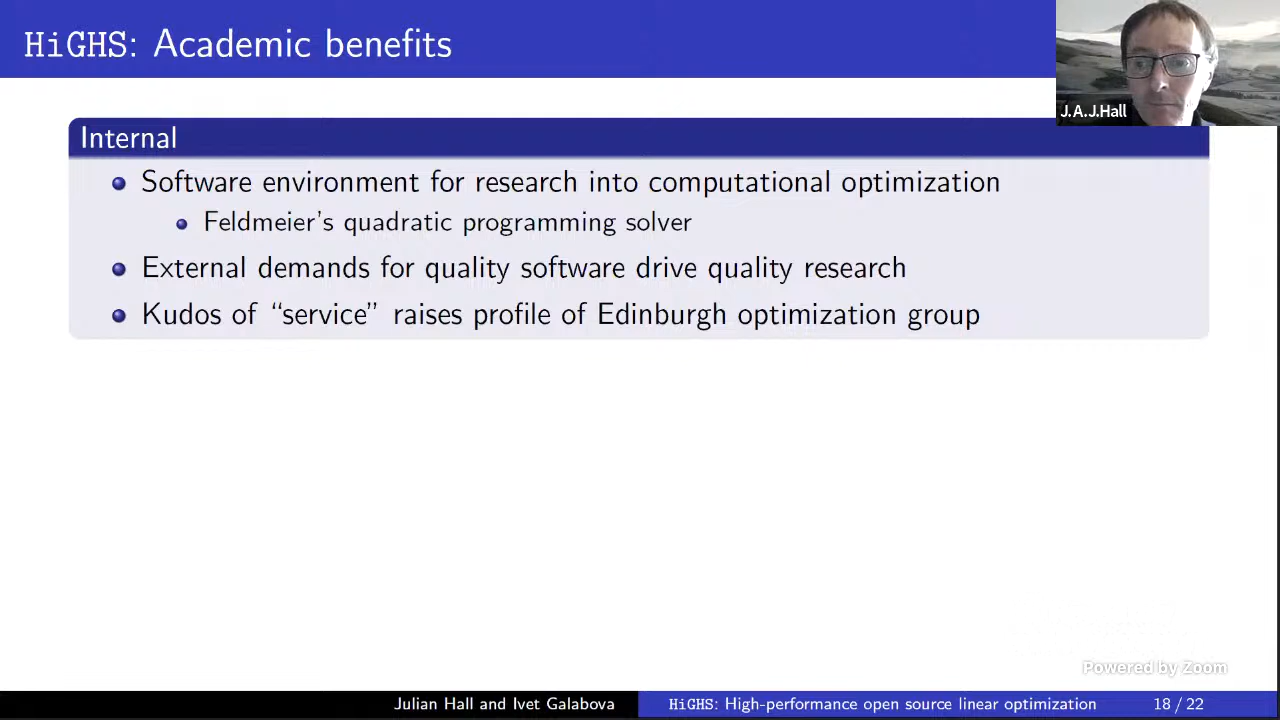 HiGHS: Academic benefits
J.A.J.Hall
Internal
Software environment for research into computational optimization
Feldmeier's quadratic programming solver
External demands for quality software drive quality research
Kudos of “service” raises profile of Edinburgh optimization group
Powered by Zoom
Julian Hall and Ivet Galabova
HiGHS: High-performance open source linear optimization
18 / 22